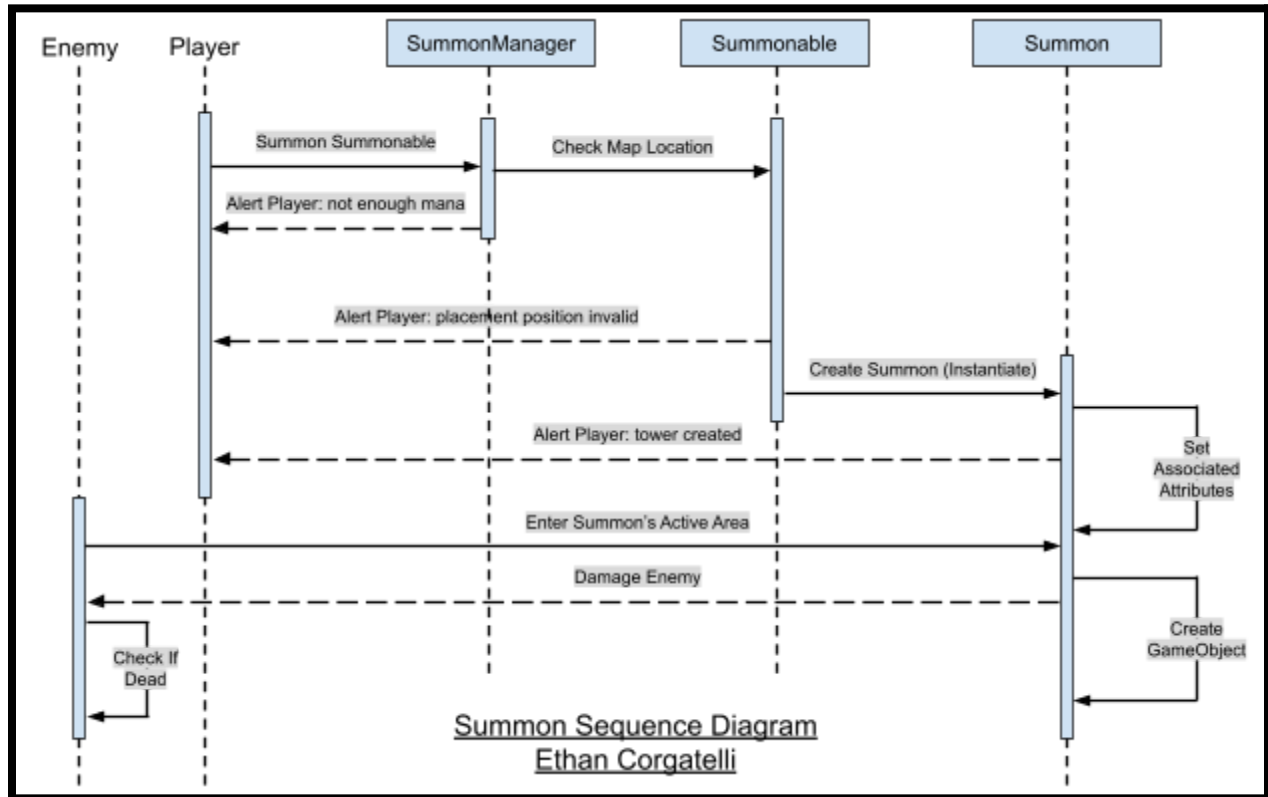 Enemy
Player
SummonManager
Summonable
Summon
Summon Summonable
Check Map Location
Alert Player: not enough mana
Alert Player: placement position invalid
Create Summon (Instantiate)
Alert Player: tower created
Set
Associated
Attributes
Enter Summon's Active Area
Damage Enemy
Check If
Dead
Create
GameObject
Summon Sequence Diagram
Ethan Corgatelli